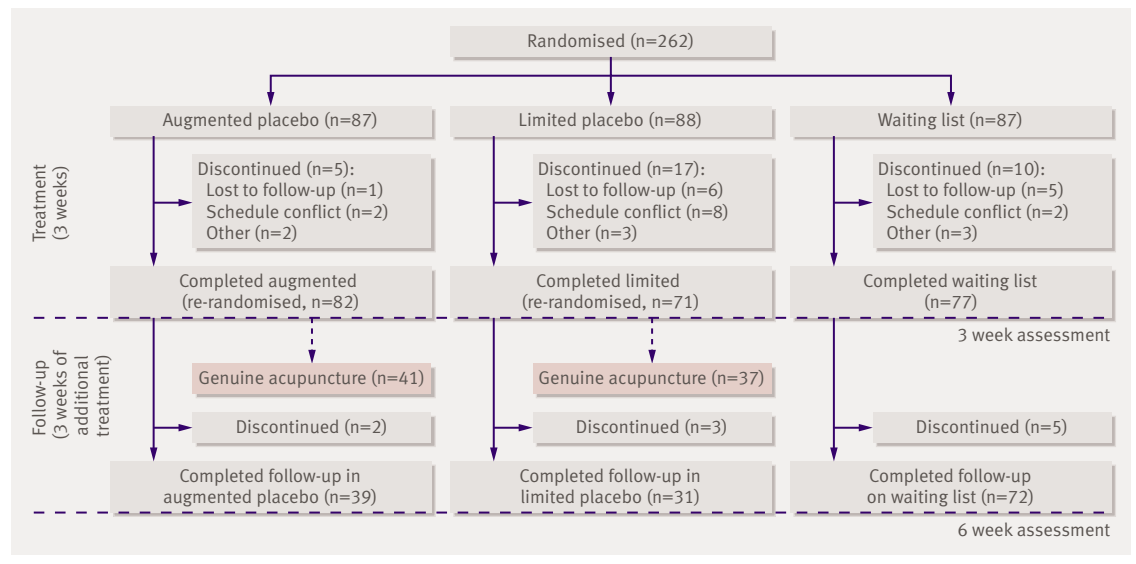 Randomised (n=262)
Augmented placebo (n=87)
Limited placebo (n=88)
Waiting list (n=87)
Treatment
(3 weeks)
Discontinued (n=5):
Lost to follow-up (n=1)
Schedule conflict (n=2)
Other (n=2)
Discontinued (n=17):
Lost to follow-up (n=6)
Schedule conflict (n=8)
Other (n=3)
Discontinued (n=10):
Lost to follow-up (n=5)
Schedule conflict (n=2)
Other (n=3)
Completed augmented
(re-randomised, n=82)
Completed limited
(re-randomised, n=71)
Completed waiting list
(n=77)
3 week assessment
Follow-up
(3 weeks of
additional
treatment)
Genuine acupuncture (n=41)
Genuine acupuncture (n=37)
Discontinued (n=2)
Discontinued (n=3)
Discontinued (n=5)
Completed follow-up in
augmented placebo (n=39)
Completed follow-up in
limited placebo (n=31)
Completed follow-up
on waiting list (n=72)
6 week assessment